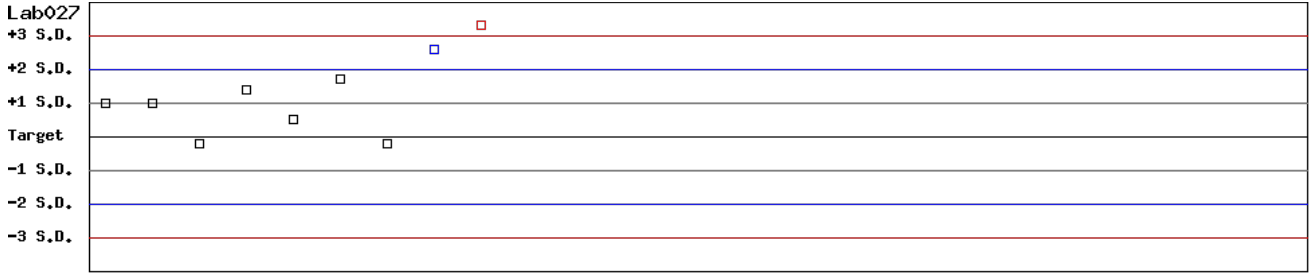 Lab027
+3 S.D.
+2 S.D.
+1 S.D.
Target
-1 S.D.
-2 S.D.
-3 S.D.